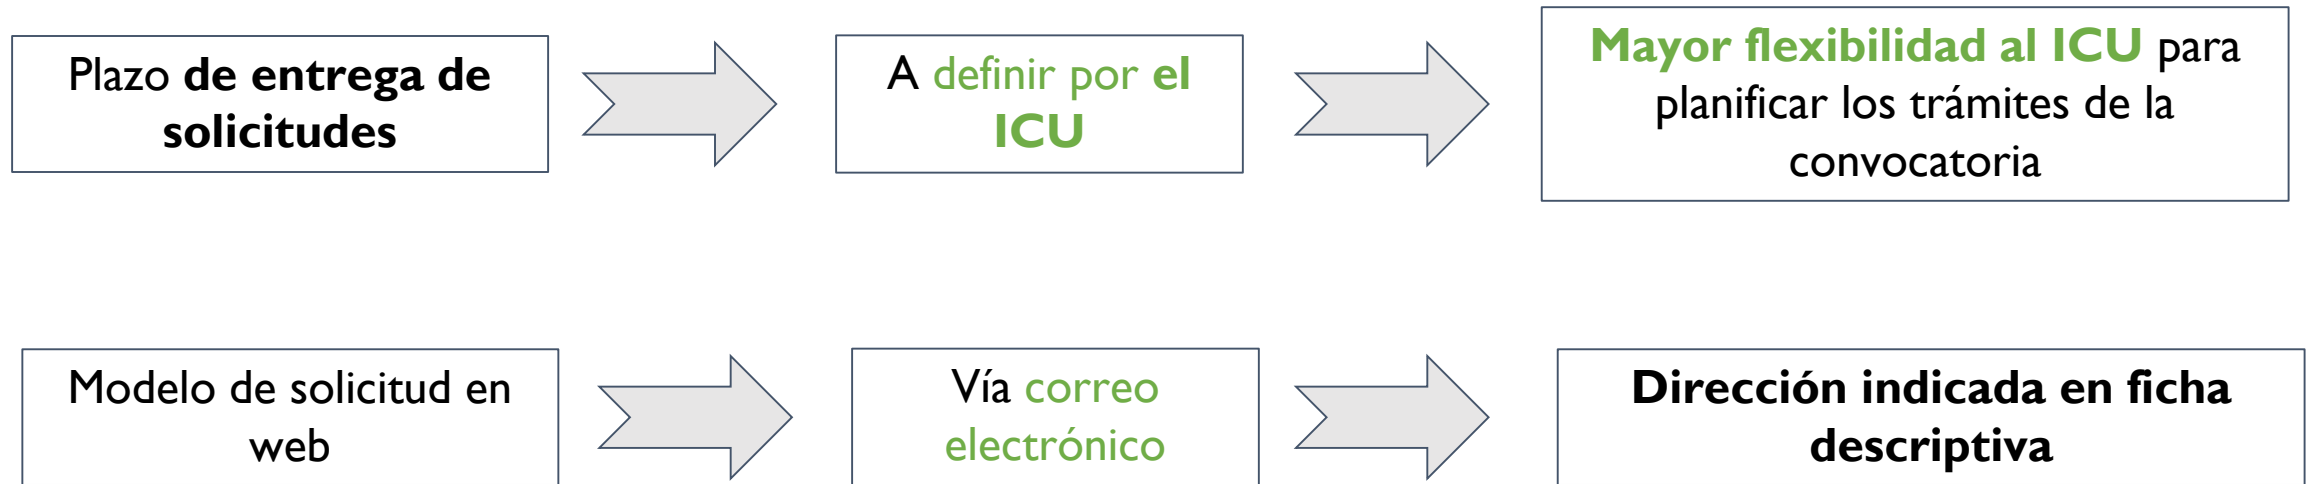 Plazo de entrega de
solicitudes
A definir por el
ICU
Mayor flexibilidad al ICU para
planificar los trámites de la
convocatoria
Modelo de solicitud en
web
Vía correo
electrónico
Dirección indicada en ficha
descriptiva